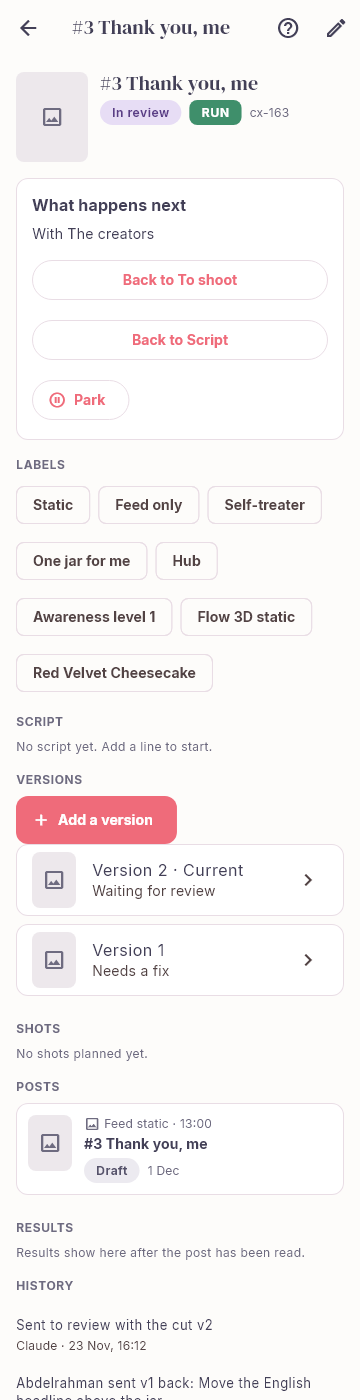 #3 Thank you, me
#3 Thank you, me
In review RUN cx-163
What happens next
With The creators
Back to To shoot
Back to Script
Park
LABELS
Static Feed only Self-treater
One jar for me Hub
Awareness level 1 Flow 3D static
Red Velvet Cheesecake
SCRIPT
No script yet. Add a line to start.
VERSIONS
+ Add a version
Version 2 · Current
Waiting for review
Version 1
Needs a fix
SHOTS
No shots planned yet.
POSTS
Feed static · 13:00
#3 Thank you, me
Draft 1 Dec
RESULTS
Results show here after the post has been read.
HISTORY
Sent to review with the cut v2
Claude · 23 Nov, 16:12
Abdelrahman sent v1 back: Move the English
headline above the jar